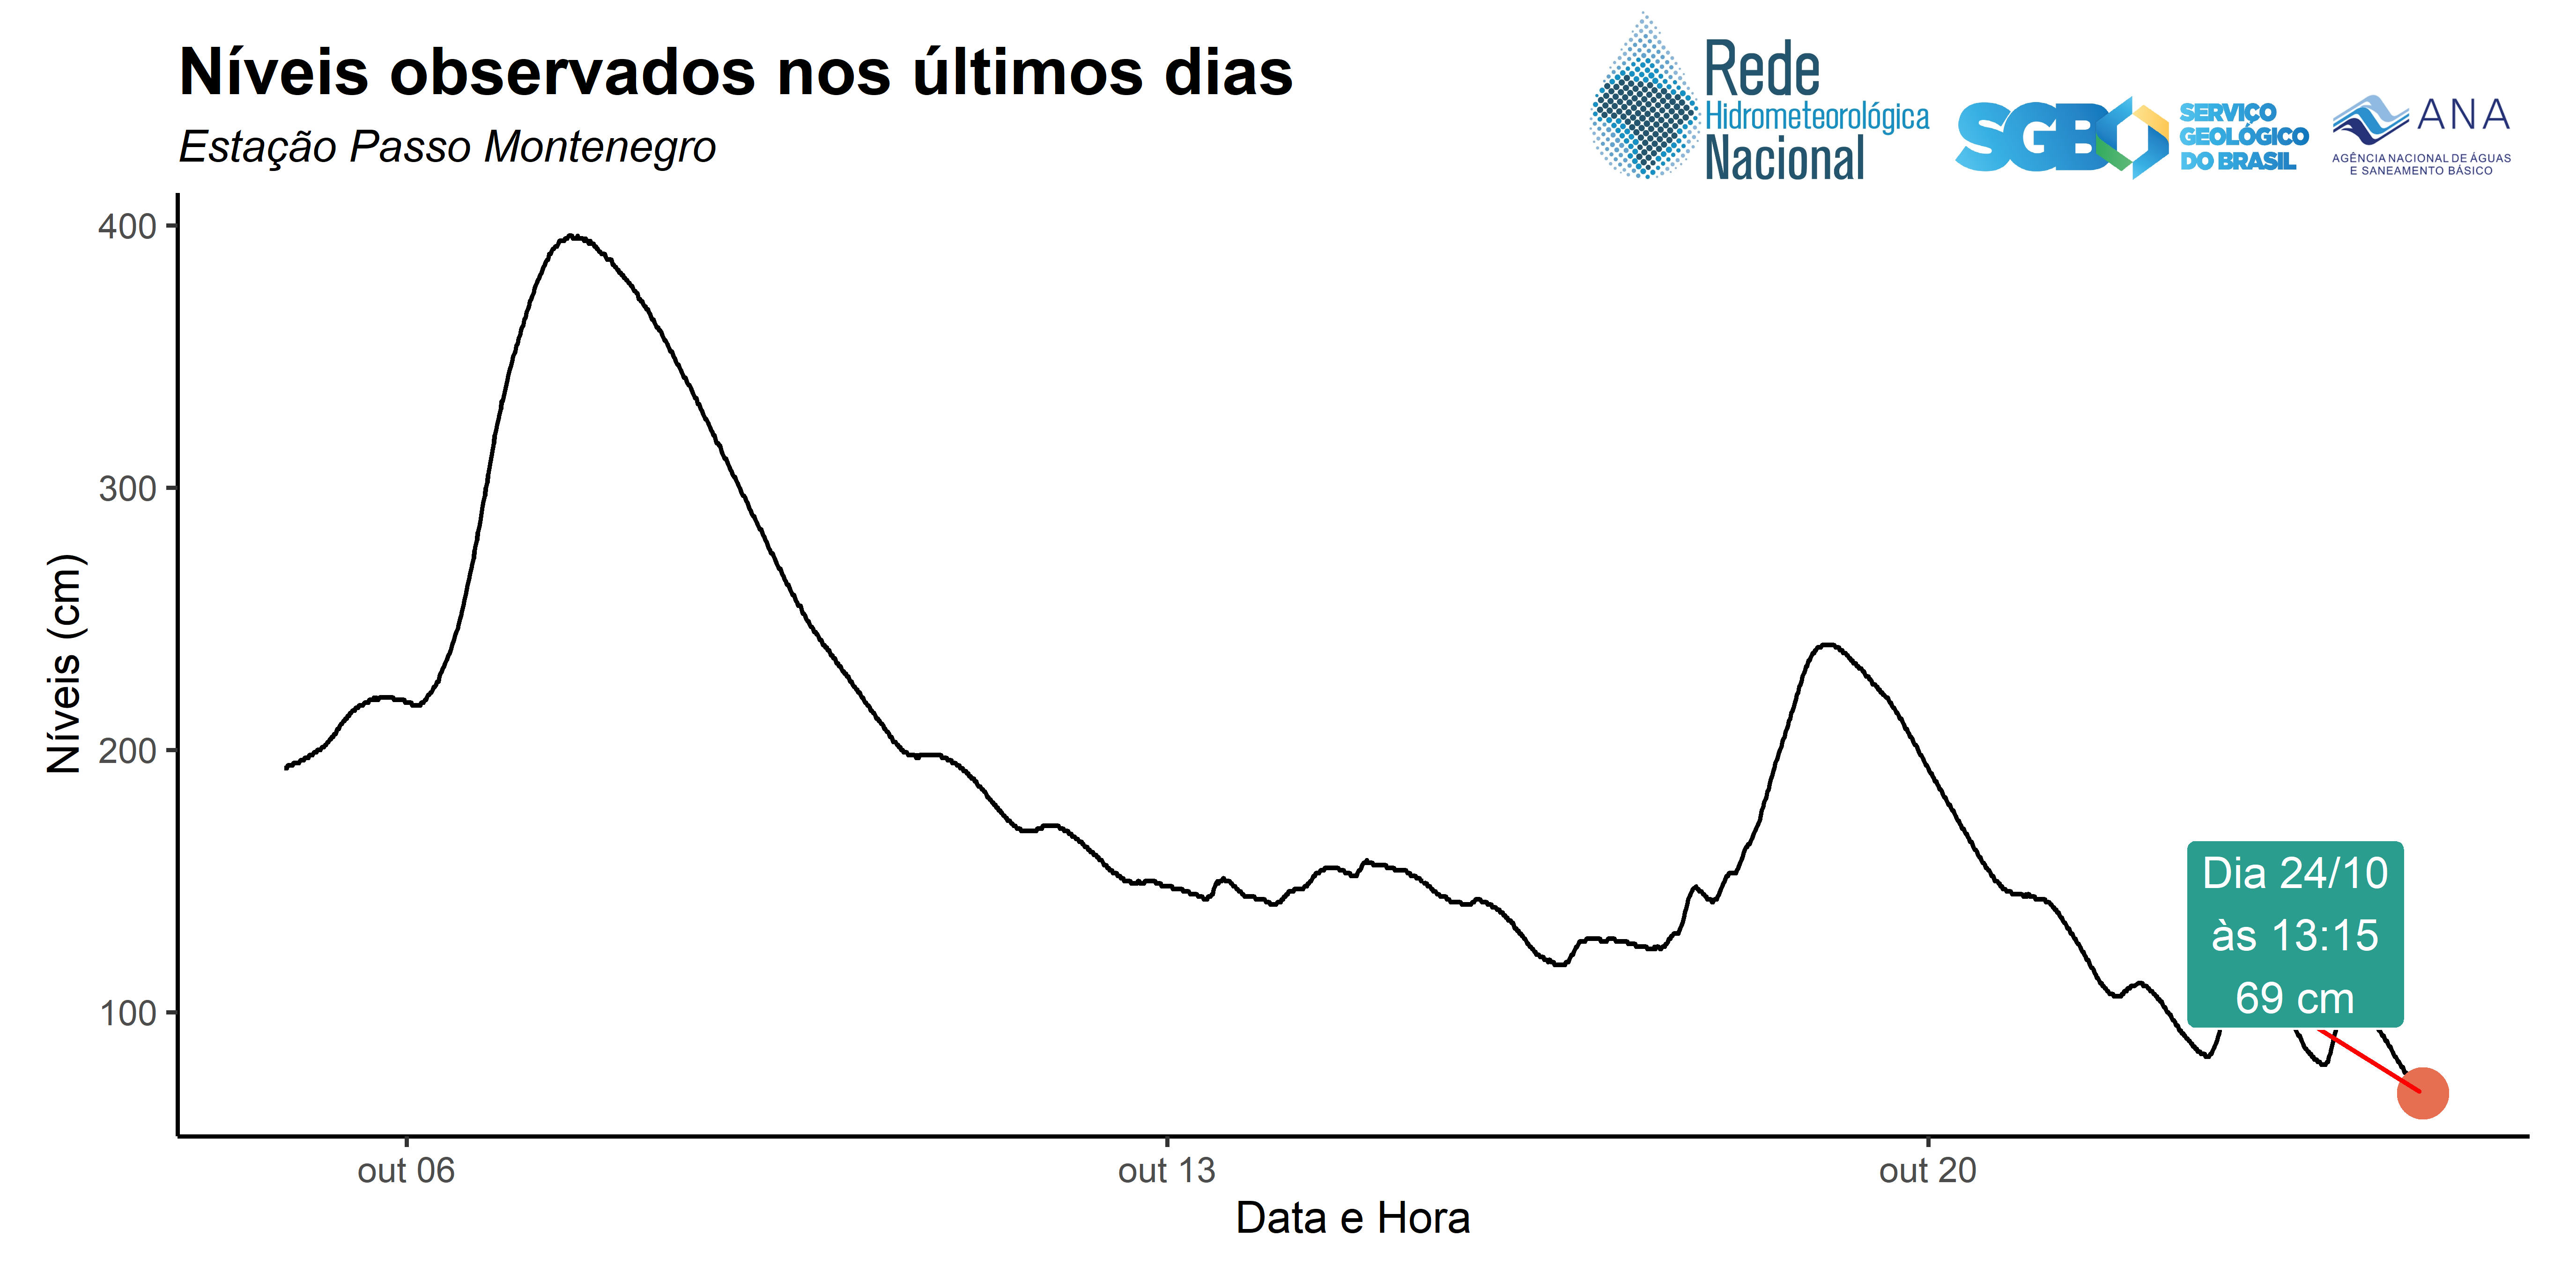 Níveis observados nos últimos dias
Estação Passo Montenegro
Rede
Hidrometeorológica
Nacional
SGB
SERVIÇO
GEOLÓGICO
DO BRASIL
ANA
AGÊNCIA NACIONAL DE ÁGUAS
E SANEAMENTO BÁSICO
Níveis (cm)
400
300
200
100
Dia 24/10
às 13:15
69 cm
out 06
out 13
out 20
Data e Hora